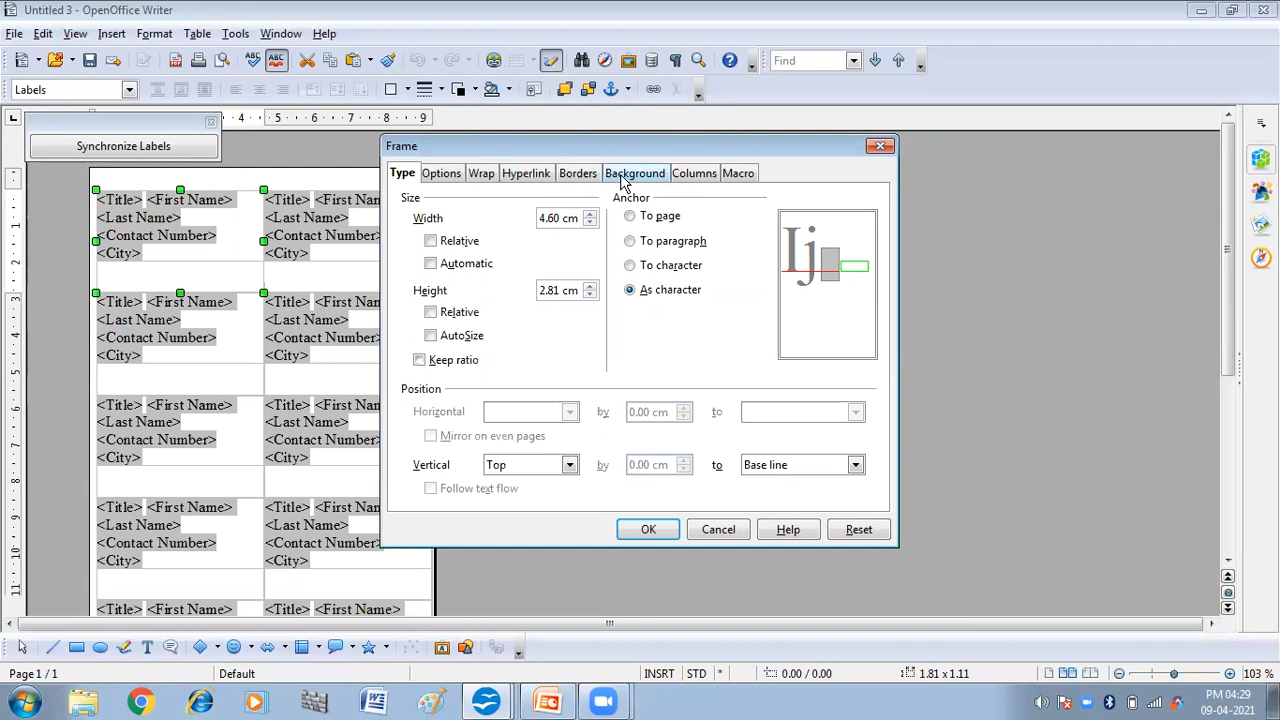 Untitled 3 - OpenOffice Writer
File Edit View Insert Format Table Tools Window Help
ABC ABC Find
Labels
4 5 6 7 8 9
Synchronize Labels
<Title> <First Name> <Title> <First Name>
<Last Name> <Last Name>
<Contact Number> <Contact Number>
<City> <City>
<Title> <First Name> <Title> <First Name>
<Last Name> <Last Name>
<Contact Number> <Contact Number>
<City> <City>
<Title> <First Name> <Title> <First Name>
<Last Name> <Last Name>
<Contact Number> <Contact Number>
<City> <City>
<Title> <First Name> <Title> <First Name>
<Last Name> <Last Name>
<Contact Number> <Contact Number>
<City> <City>
<Title> <First Name> <Title> <First Name>
Frame
Type Options Wrap Hyperlink Borders Background Columns Macro
Size
Width 4.60 cm
Relative
Automatic
Height 2.81 cm
Relative
AutoSize
Keep ratio
Anchor
To page
To paragraph
To character
As character
Ij
Position
Horizontal by 0.00 cm to
Mirror on even pages
Vertical Top by 0.00 cm to Base line
Follow text flow
OK Cancel Help Reset
Page 1 / 1 Default INSRT STD * 0.00 / 0.00 1.81 x 1.11 103 %
PM 04:29
09-04-2021